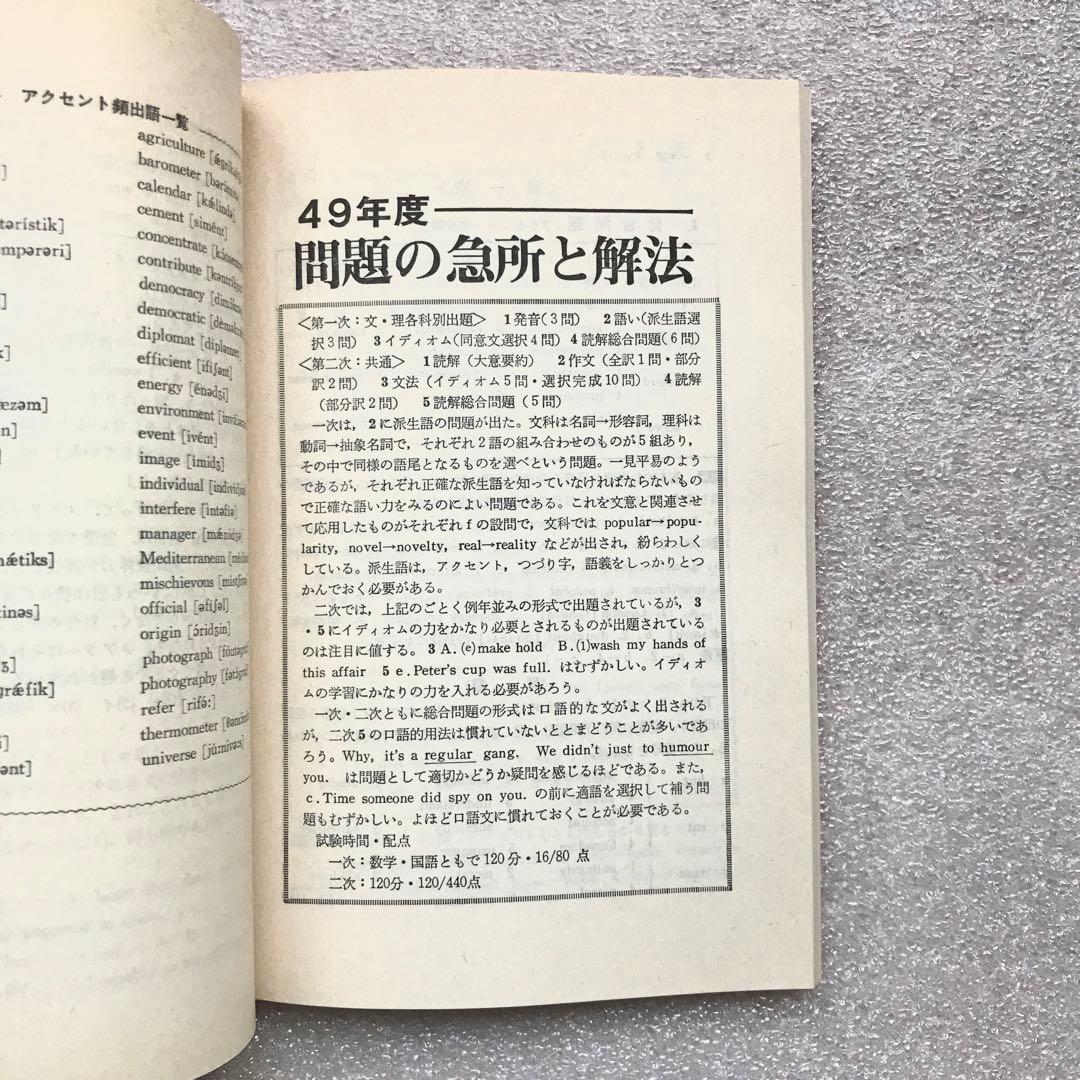 アクセント頻出語一覧
agriculture
barometer
calendar
cement [simént]
concentrate
contribute
democracy
democratic
diplomat
efficient [ifíʃənt]
energy [énədʒi]
environment
event [ivént]
image [ímidʒ]
individual
interfere [intəfíə]
manager [mǽnidʒə]
Mediterranean
mischievous
official [əfíʃəl]
origin [ɔ́ridʒin]
photograph
photography
refer [rifə́ː]
thermometer
universe [júːnivəːs]
49年度
問題の急所と解法
<第一次：文・理各科別出題> 1発音(3問) 2語い(派生語選
択3問) 3イディオム(同意文選択4問) 4読解総合問題(6問)
<第二次：共通> 1読解(大意要約) 2作文(全訳1問・部分
訳2問) 3文法(イディオム5問・選択完成10問) 4読解
(部分訳2問) 5読解総合問題(5問)
一次は，2に派生語の問題が出た。文科は名詞→形容詞，理科は
動詞→抽象名詞で，それぞれ2語の組み合わせのものが5組あり，
その中で同様の語尾となるものを選べという問題。一見平易のよう
であるが，それぞれ正確な派生語を知っていなければならないもの
で正確な語い力をみるのによい問題である。これを文意と関連させ
て応用したものがそれぞれfの設問で，文科では popular→popu-
larity, novel→novelty, real→reality などが出され，紛らわしく
している。派生語は，アクセント，つづり字，語義をしっかりとつ
かんでおく必要がある。
二次では，上記のごとく例年並みの形式で出題されているが，3
・5にイディオムの力をかなり必要とされるものが出題されている
のは注目に値する。3 A. (e)make hold B. (1)wash my hands of
this affair 5 e. Peter's cup was full. はむずかしい。イディオ
ムの学習にかなりの力を入れる必要があろう。
一次・二次ともに総合問題の形式は口語的な文がよく出される
が，二次5の口語的用法は慣れていないととまどうことが多いであ
ろう。Why, it's a regular gang. We didn't just to humour
you. は問題として適切かどうか疑問を感じるほどである。また，
c. Time someone did spy on you. の前に適語を選択して補う問
題もむずかしい。よほど口語文に慣れておくことが必要である。
試験時間・配点
一次：数学・国語ともで120分・16/80 点
二次：120分・120/440点